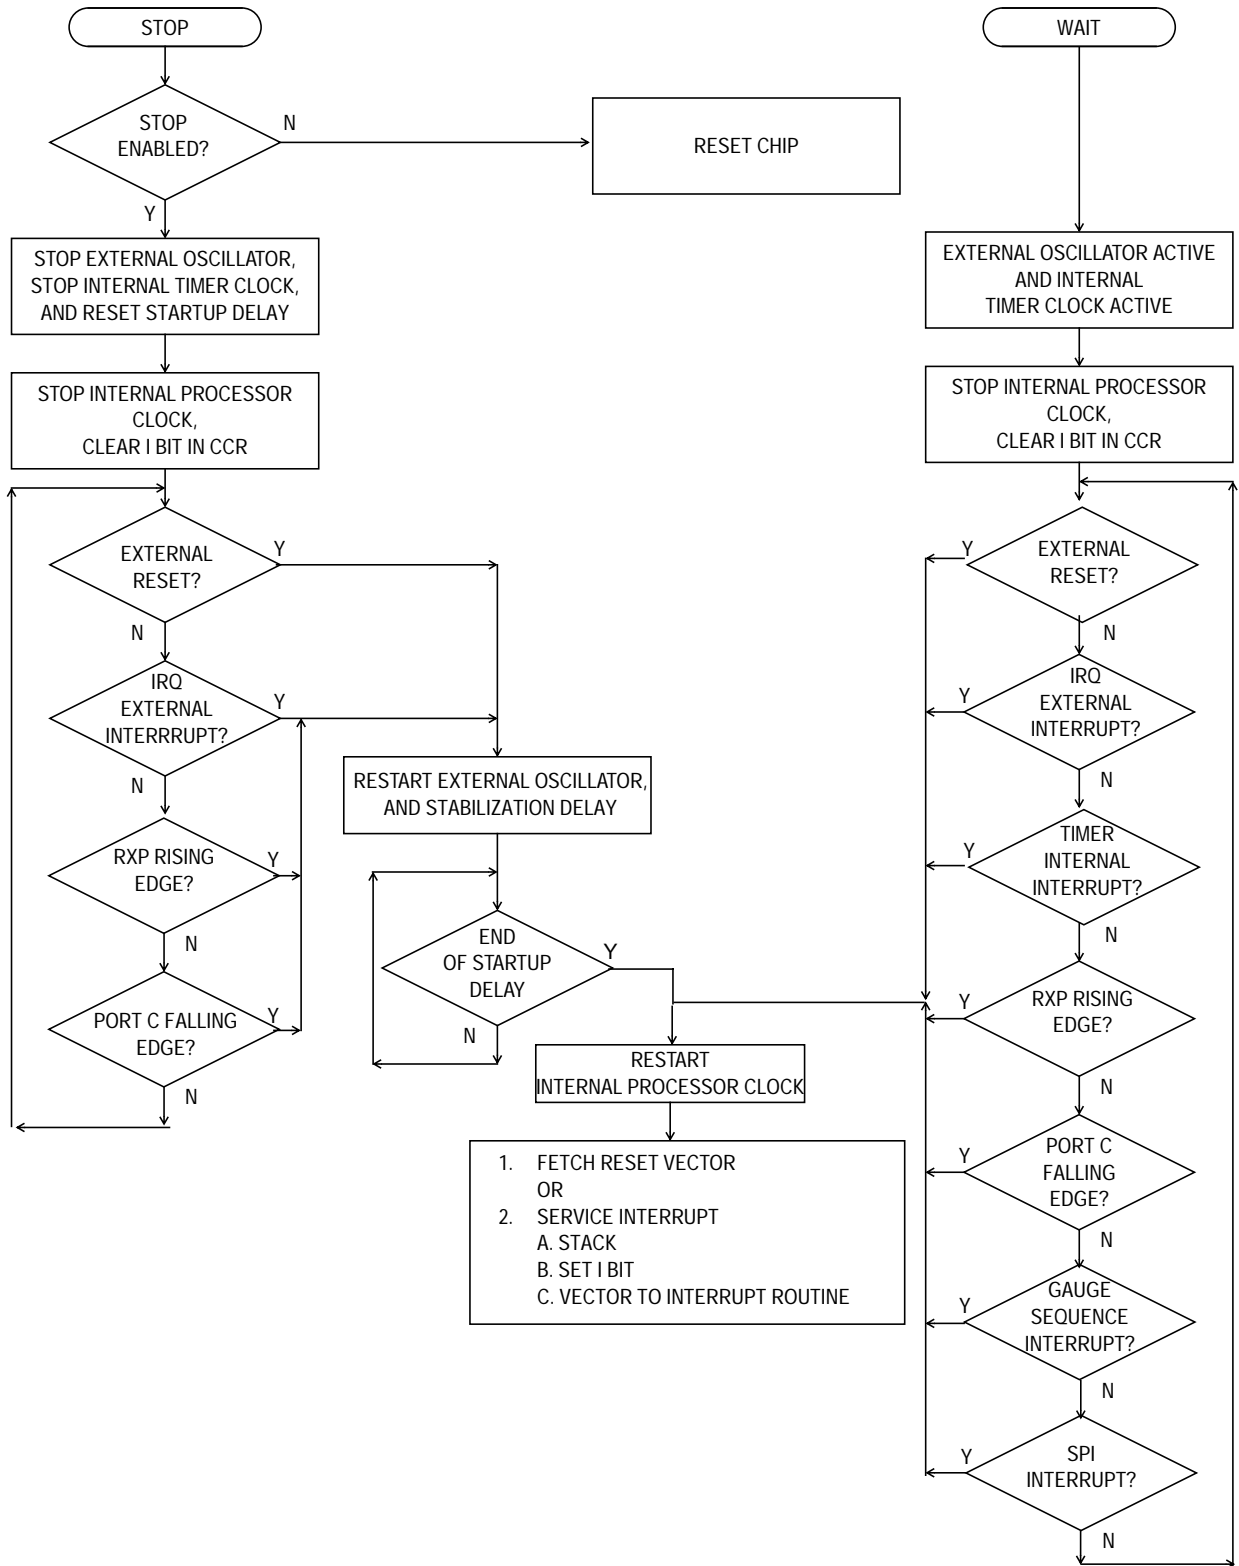 STOP
WAIT
STOP
ENABLED?
N
RESET CHIP
Y
STOP EXTERNAL OSCILLATOR,
STOP INTERNAL TIMER CLOCK,
AND RESET STARTUP DELAY
EXTERNAL OSCILLATOR ACTIVE
AND INTERNAL
TIMER CLOCK ACTIVE
STOP INTERNAL PROCESSOR
CLOCK,
CLEAR I BIT IN CCR
STOP INTERNAL PROCESSOR
CLOCK,
CLEAR I BIT IN CCR
EXTERNAL
RESET?
Y
N
IRQ
EXTERNAL
INTERRRUPT?
Y
N
RXP RISING
EDGE?
Y
N
PORT C FALLING
EDGE?
Y
N
RESTART EXTERNAL OSCILLATOR,
AND STABILIZATION DELAY
END
OF STARTUP
DELAY
Y
N
RESTART
INTERNAL PROCESSOR CLOCK
1. FETCH RESET VECTOR
OR
2. SERVICE INTERRUPT
A. STACK
B. SET I BIT
C. VECTOR TO INTERRUPT ROUTINE
Y
EXTERNAL
RESET?
N
Y
IRQ
EXTERNAL
INTERRUPT?
N
Y
TIMER
INTERNAL
INTERRUPT?
N
Y
RXP RISING
EDGE?
N
Y
PORT C
FALLING
EDGE?
N
Y
GAUGE
SEQUENCE
INTERRUPT?
N
Y
SPI
INTERRUPT?
N